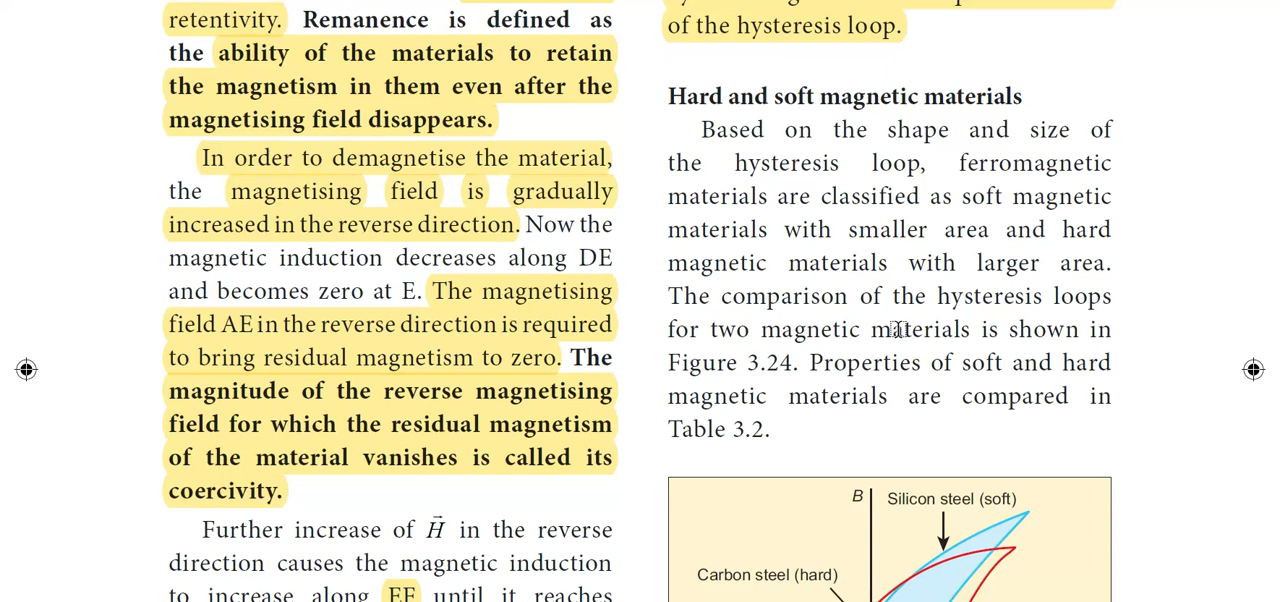 retentivity. Remanence is defined as
the ability of the materials to retain
the magnetism in them even after the
magnetising field disappears.
In order to demagnetise the material,
the magnetising field is gradually
increased in the reverse direction. Now the
magnetic induction decreases along DE
and becomes zero at E. The magnetising
field AE in the reverse direction is required
to bring residual magnetism to zero. The
magnitude of the reverse magnetising
field for which the residual magnetism
of the material vanishes is called its
coercivity.
Further increase of H⃗ in the reverse
direction causes the magnetic induction
to increase along EF until it reaches
of the hysteresis loop.
Hard and soft magnetic materials
Based on the shape and size of
the hysteresis loop, ferromagnetic
materials are classified as soft magnetic
materials with smaller area and hard
magnetic materials with larger area.
The comparison of the hysteresis loops
for two magnetic materials is shown in
Figure 3.24. Properties of soft and hard
magnetic materials are compared in
Table 3.2.
B
Silicon steel (soft)
Carbon steel (hard)